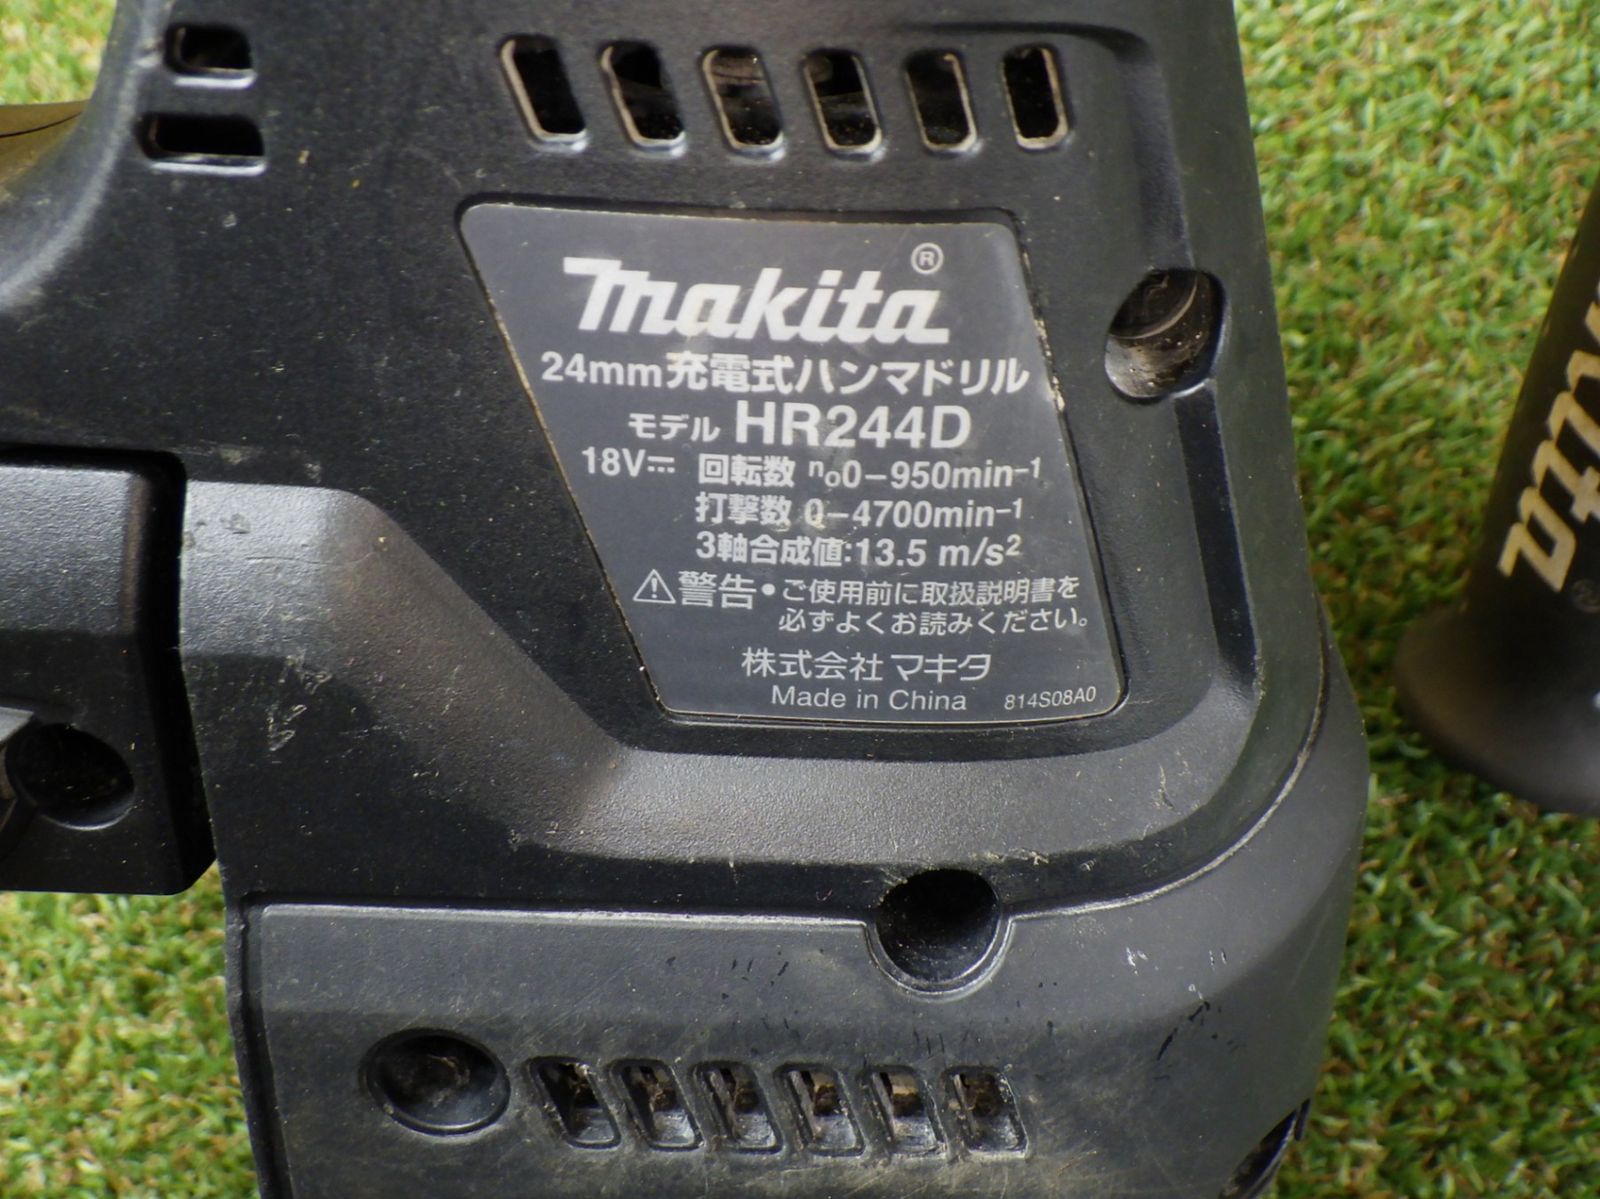 makita®
24mm充電式ハンマドリル
モデル HR244D
18V⎓ 回転数 n₀0-950min⁻¹
打撃数 0-4700min⁻¹
3軸合成値:13.5 m/s²
⚠警告・ご使用前に取扱説明書を
必ずよくお読みください。
株式会社 マキタ
Made in China 814S08A0